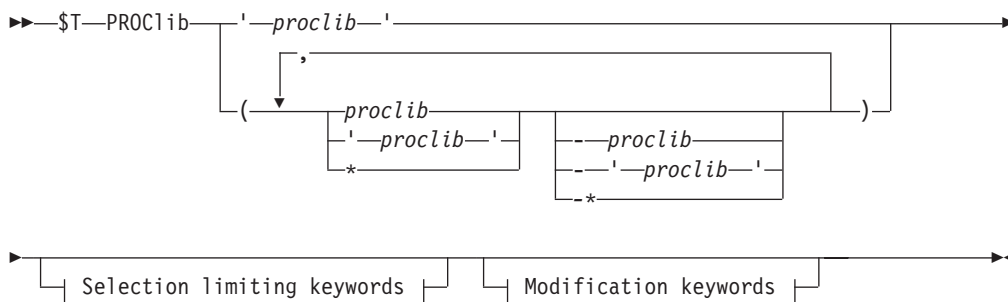 $T PROClib ' proclib '
,
( proclib )
' proclib ' - proclib
* - ' proclib '
-*
Selection limiting keywords Modification keywords